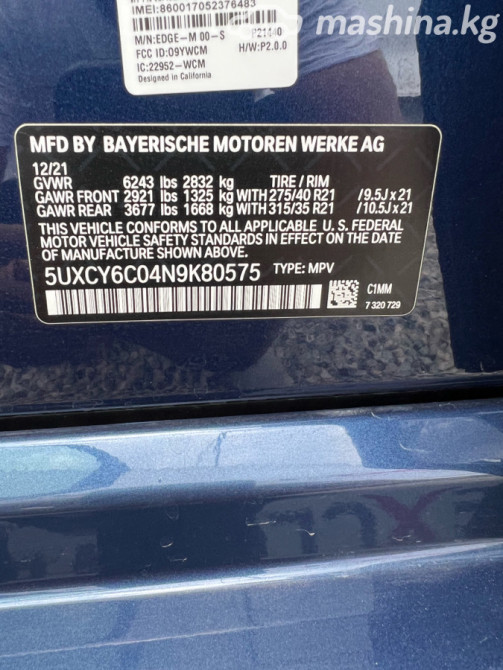 mashina.kg
IMEI:860017052376483
M/N:EDGE-M 00-S P21440
FCC ID:09YWCM H/W:P2.0.0
IC:22952-WCM
Designed in California
MFD BY BAYERISCHE MOTOREN WERKE AG
12/21
GVWR 6243 lbs 2832 kg TIRE / RIM
GAWR FRONT 2921 lbs 1325 kg WITH 275/40 R21 / 9.5J x 21
GAWR REAR 3677 lbs 1668 kg WITH 315/35 R21 / 10.5J x 21
THIS VEHICLE CONFORMS TO ALL APPLICABLE U. S. FEDERAL
MOTOR VEHICLE SAFETY STANDARDS IN EFFECT ON THE DATE OF
MANUFACTURE SHOWN ABOVE.
5UXCY6C04N9K80575 TYPE: MPV
C1MM
7 320 729